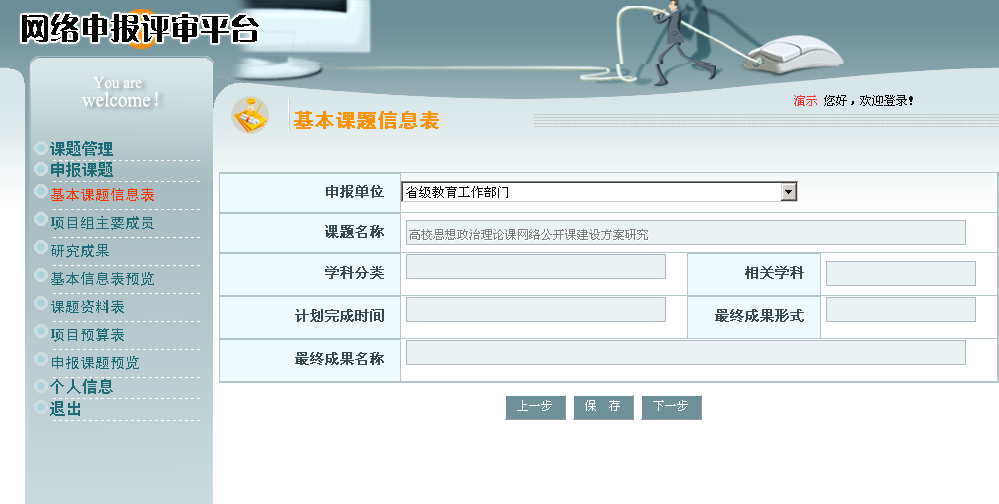 网络申报评审平台
You are
welcome!
演示 您好，欢迎登录!
基本课题信息表
课题管理
申报课题
基本课题信息表
项目组主要成员
研究成果
基本信息表预览
课题资料表
项目预算表
申报课题预览
个人信息
退出
申报单位 省级教育工作部门
课题名称 高校思想政治理论课网络公开课建设方案研究
学科分类 相关学科
计划完成时间 最终成果形式
最终成果名称
上一步 保 存 下一步